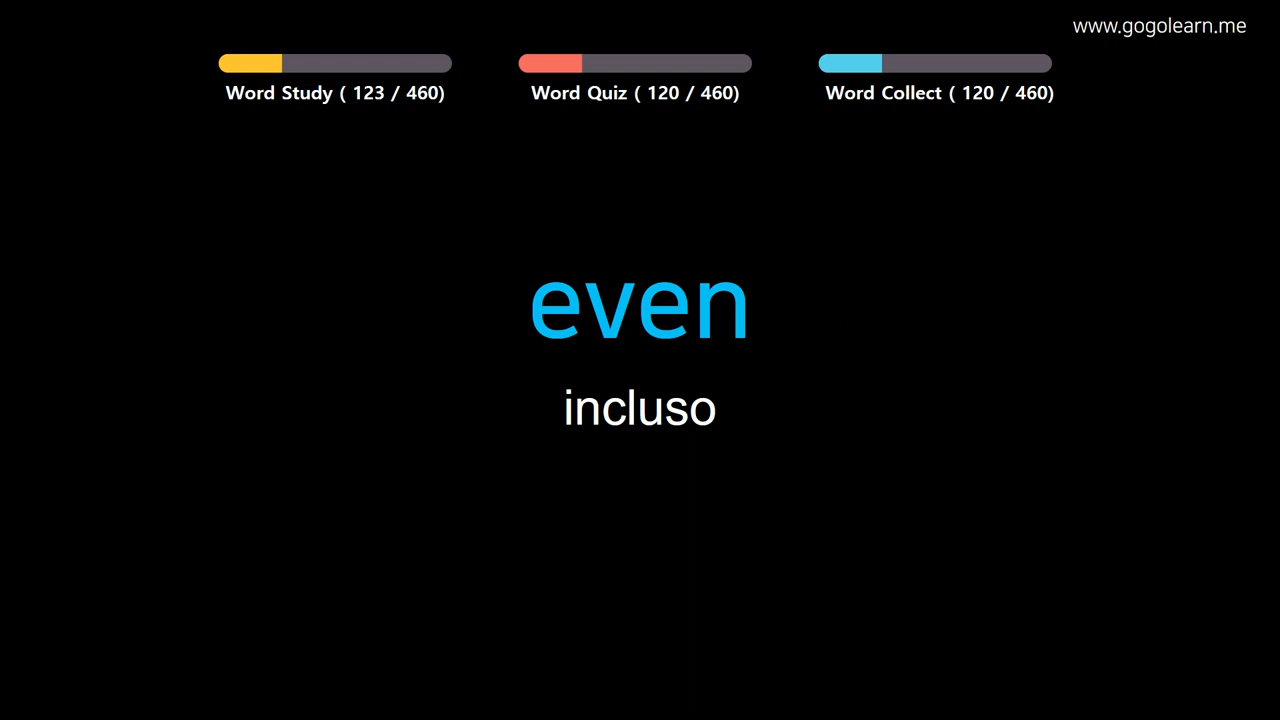 www.gogolearn.me
Word Study ( 123 / 460)
Word Quiz ( 120 / 460)
Word Collect ( 120 / 460)
even
incluso